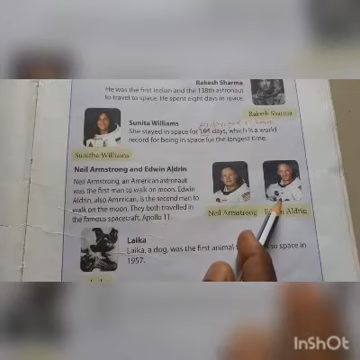 Rakesh Sharma
He was the first Indian and the 138th astronaut
to travel to space. He spent eight days in space.
Rakesh Sharma
Sunita Williams
She stayed in space for 195 days, which is a world
record for being in space for the longest time.
Sunitha Williams
Neil Armstrong and Edwin Aldrin
Neil Armstrong, an American astronaut
was the first man to walk on moon. Edwin
Aldrin, also American, is the second man to
walk on the moon. They both travelled in
the famous spacecraft, Apollo 11.
Neil Armstrong
Aldrin
Laika
Laika, a dog, was the first animal to space in
1957.
InShOt